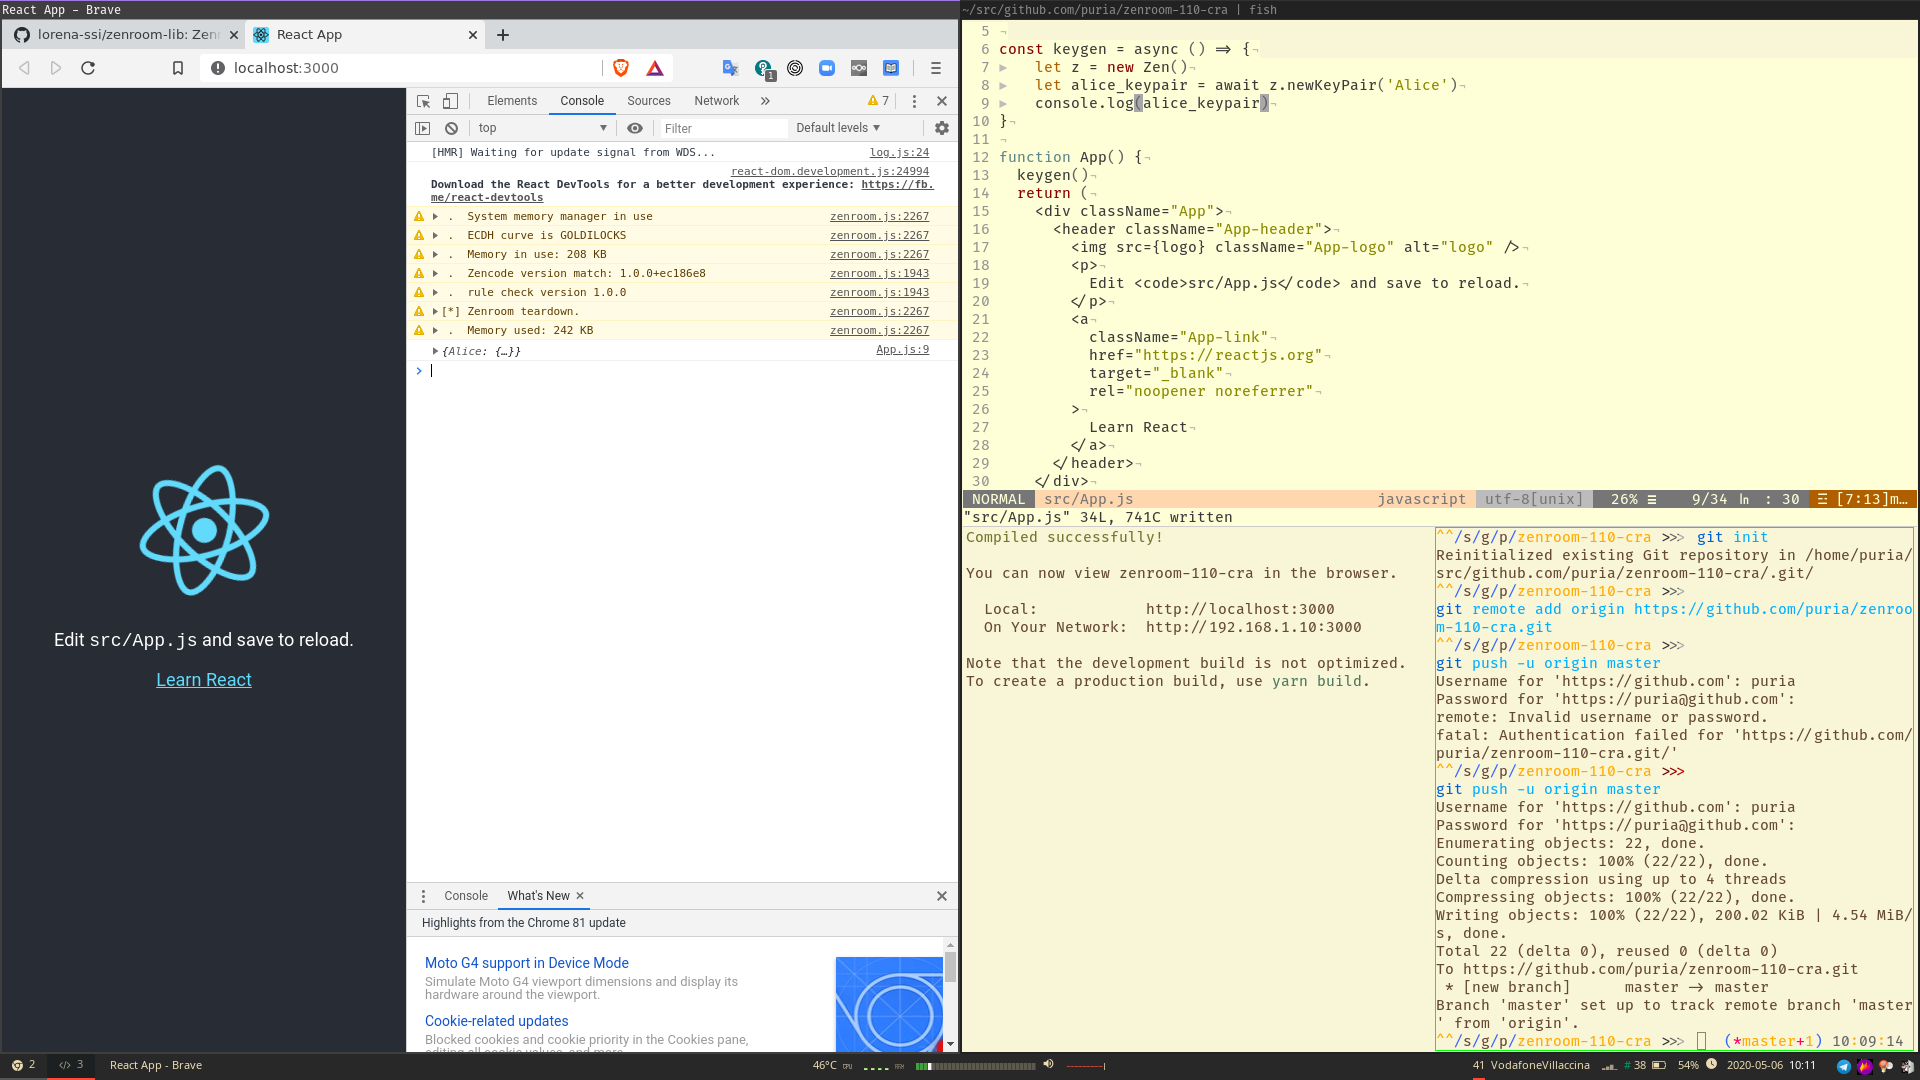 React App - Brave
lorena-ssi/zenroom-lib: Zen
React App
localhost:3000
1
Elements Console Sources Network 7
top Filter Default levels
[HMR] Waiting for update signal from WDS... log.js:24
react-dom.development.js:24994
Download the React DevTools for a better development experience: https://fb.
me/react-devtools
. System memory manager in use zenroom.js:2267
. ECDH curve is GOLDILOCKS zenroom.js:2267
. Memory in use: 208 KB zenroom.js:2267
. Zencode version match: 1.0.0+ec186e8 zenroom.js:1943
. rule check version 1.0.0 zenroom.js:1943
[*] Zenroom teardown. zenroom.js:2267
. Memory used: 242 KB zenroom.js:2267
{Alice: {…}} App.js:9
>
Edit src/App.js and save to reload.
Learn React
Console What's New
Highlights from the Chrome 81 update
Moto G4 support in Device Mode
Simulate Moto G4 viewport dimensions and display its
hardware around the viewport.
Cookie-related updates
Blocked cookies and cookie priority in the Cookies pane,
editing all cookie values, and more
~/src/github.com/puria/zenroom-110-cra | fish
5 ¬
6 const keygen = async () => {¬
7 ▸ let z = new Zen()¬
8 ▸ let alice_keypair = await z.newKeyPair('Alice')¬
9 ▸ console.log(alice_keypair)¬
10 }¬
11 ¬
12 function App() {¬
13 keygen()¬
14 return (¬
15 <div className="App">¬
16 <header className="App-header">¬
17 <img src={logo} className="App-logo" alt="logo" />¬
18 <p>¬
19 Edit <code>src/App.js</code> and save to reload.¬
20 </p>¬
21 <a¬
22 className="App-link"¬
23 href="https://reactjs.org"¬
24 target="_blank"¬
25 rel="noopener noreferrer"¬
26 >¬
27 Learn React¬
28 </a>¬
29 </header>¬
30 </div>¬
NORMAL src/App.js javascript utf-8[unix] 26% ≡ 9/34 ㏑ : 30 ☲ [7:13]m…
"src/App.js" 34L, 741C written
Compiled successfully!
You can now view zenroom-110-cra in the browser.
Local: http://localhost:3000
On Your Network: http://192.168.1.10:3000
Note that the development build is not optimized.
To create a production build, use yarn build.
^^/s/g/p/zenroom-110-cra >>> git init
Reinitialized existing Git repository in /home/puria/
src/github.com/puria/zenroom-110-cra/.git/
^^/s/g/p/zenroom-110-cra >>>
git remote add origin https://github.com/puria/zenroo
m-110-cra.git
^^/s/g/p/zenroom-110-cra >>>
git push -u origin master
Username for 'https://github.com': puria
Password for 'https://puria@github.com':
remote: Invalid username or password.
fatal: Authentication failed for 'https://github.com/
puria/zenroom-110-cra.git/'
^^/s/g/p/zenroom-110-cra >>>
git push -u origin master
Username for 'https://github.com': puria
Password for 'https://puria@github.com':
Enumerating objects: 22, done.
Counting objects: 100% (22/22), done.
Delta compression using up to 4 threads
Compressing objects: 100% (22/22), done.
Writing objects: 100% (22/22), 200.02 KiB | 4.54 MiB/
s, done.
Total 22 (delta 0), reused 0 (delta 0)
To https://github.com/puria/zenroom-110-cra.git
* [new branch] master -> master
Branch 'master' set up to track remote branch 'master
' from 'origin'.
^^/s/g/p/zenroom-110-cra >>> (*master+1) 10:09:14
2 </> 3 React App - Brave 46°C CPU 41 VodafoneVillaccina # 38 54% 2020-05-06 10:11